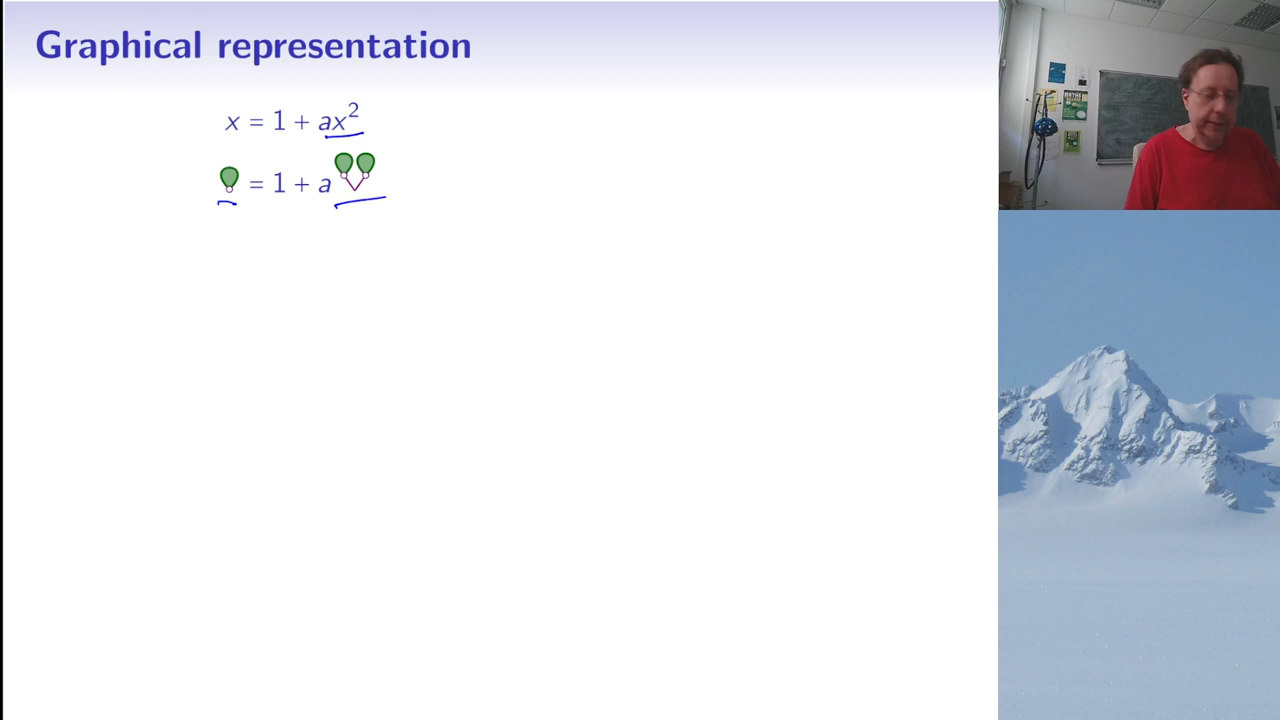 Graphical representation
x = 1 + ax²
= 1 + a